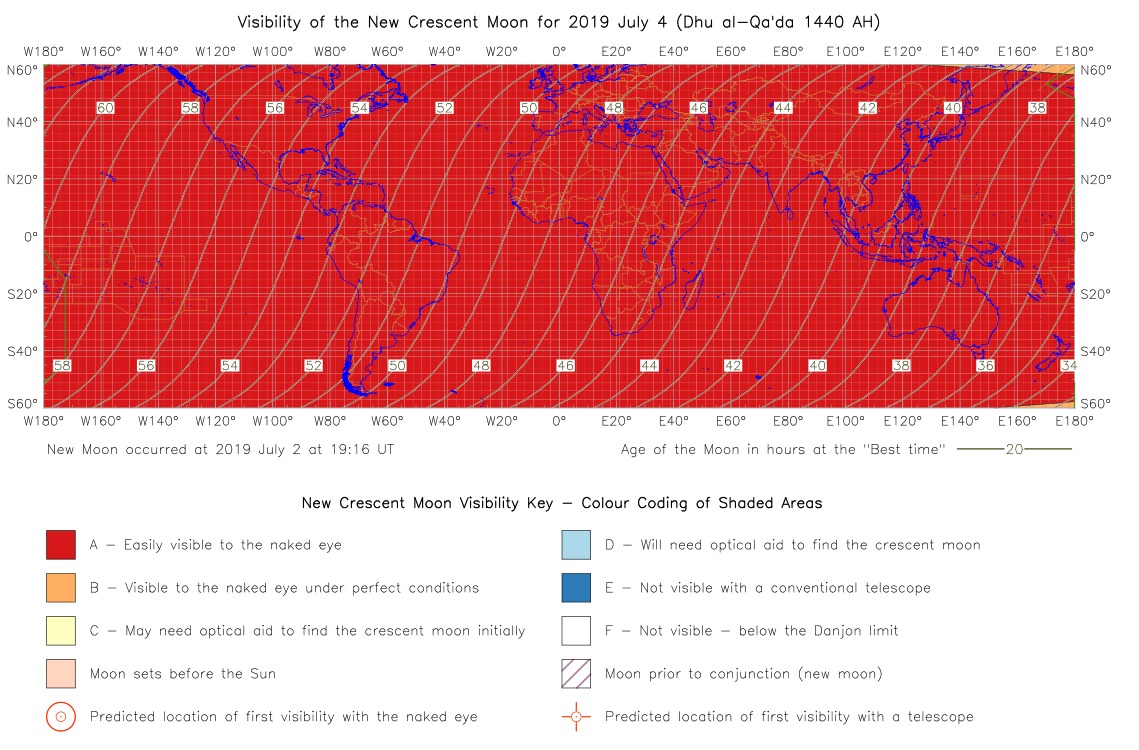 Visibility of the New Crescent Moon for 2019 July 4 (Dhu al-Qa'da 1440 AH)
W180° W160° W140° W120° W100° W80° W60° W40° W20° 0° E20° E40° E60° E80° E100° E120° E140° E160° E180°
N60° N60°
60 58 56 54 52 50 48 46 44 42 40 38
N40° N40°
N20° N20°
0° 0°
S20° S20°
S40° S40°
58 56 54 52 50 48 46 44 42 40 38 36 34
S60° S60°
W180° W160° W140° W120° W100° W80° W60° W40° W20° 0° E20° E40° E60° E80° E100° E120° E140° E160° E180°
New Moon occurred at 2019 July 2 at 19:16 UT Age of the Moon in hours at the "Best time" 20
New Crescent Moon Visibility Key – Colour Coding of Shaded Areas
A – Easily visible to the naked eye
B – Visible to the naked eye under perfect conditions
C – May need optical aid to find the crescent moon initially
Moon sets before the Sun
Predicted location of first visibility with the naked eye
D – Will need optical aid to find the crescent moon
E – Not visible with a conventional telescope
F – Not visible – below the Danjon limit
Moon prior to conjunction (new moon)
Predicted location of first visibility with a telescope